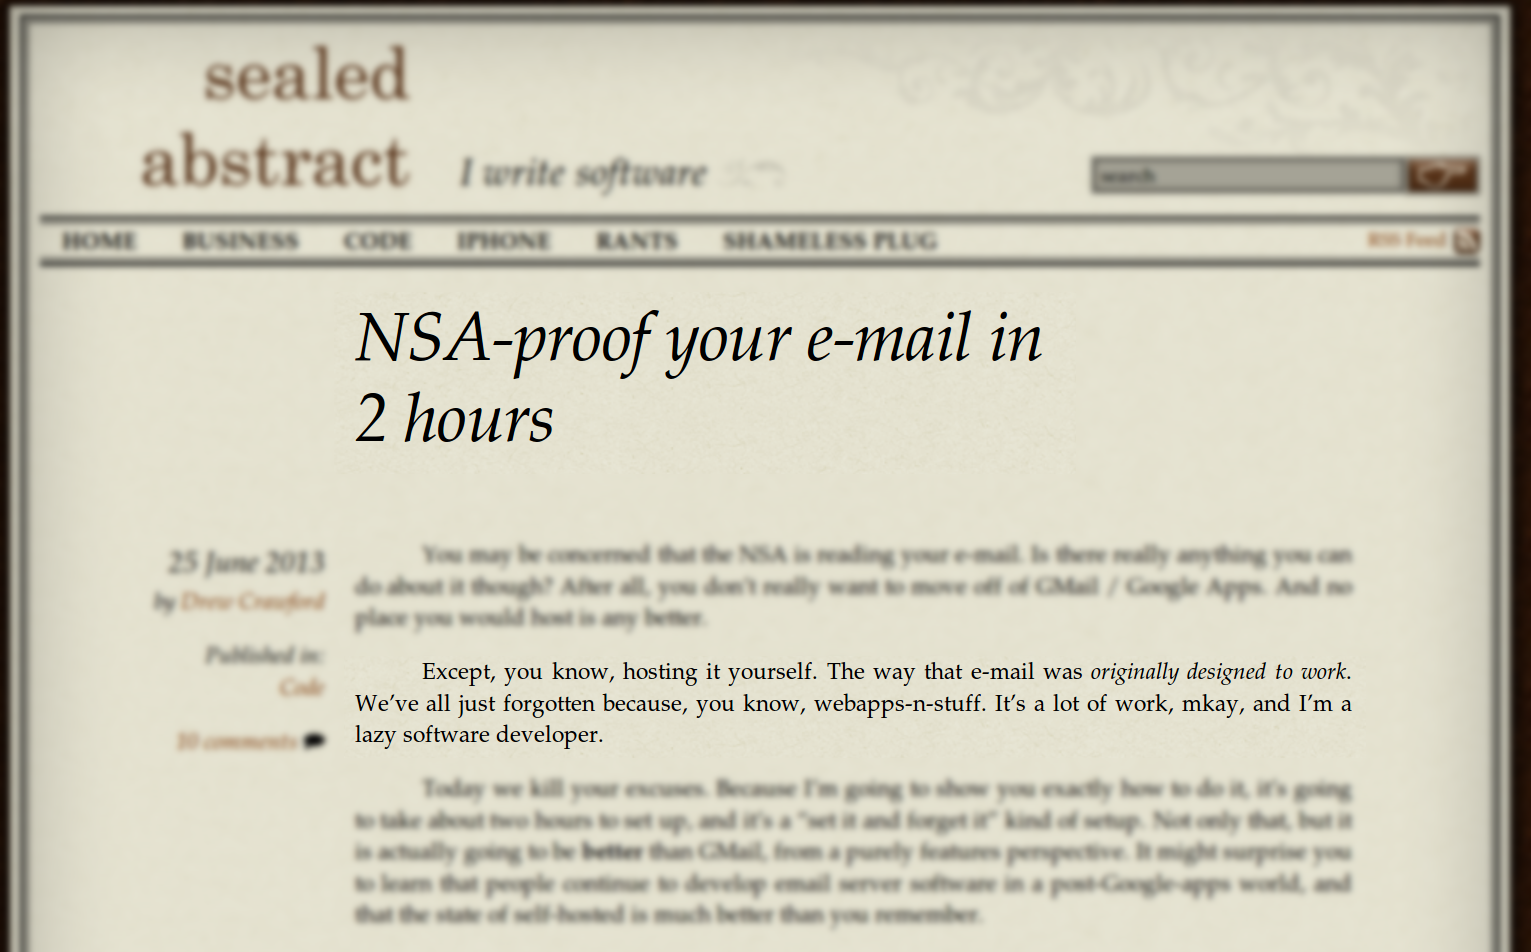 sealed
abstract
I write software
search
HOME BUSINESS CODE IPHONE RANTS SHAMELESS PLUG
RSS Feed
NSA-proof your e-mail in
2 hours
25 June 2013
by Drew Crawford
Published in:
Code
10 comments
You may be concerned that the NSA is reading your e-mail. Is there really anything you can
do about it though? After all, you don't really want to move off of GMail / Google Apps. And no
place you would host is any better.
Except, you know, hosting it yourself. The way that e-mail was originally designed to work.
We've all just forgotten because, you know, webapps-n-stuff. It's a lot of work, mkay, and I'm a
lazy software developer.
Today we kill your excuses. Because I'm going to show you exactly how to do it, it's going
to take about two hours to set up, and it's a "set it and forget it" kind of setup. Not only that, but it
is actually going to be better than GMail, from a purely features perspective. It might surprise you
to learn that people continue to develop email server software in a post-Google-apps world, and
that the state of self-hosted is much better than you remember.